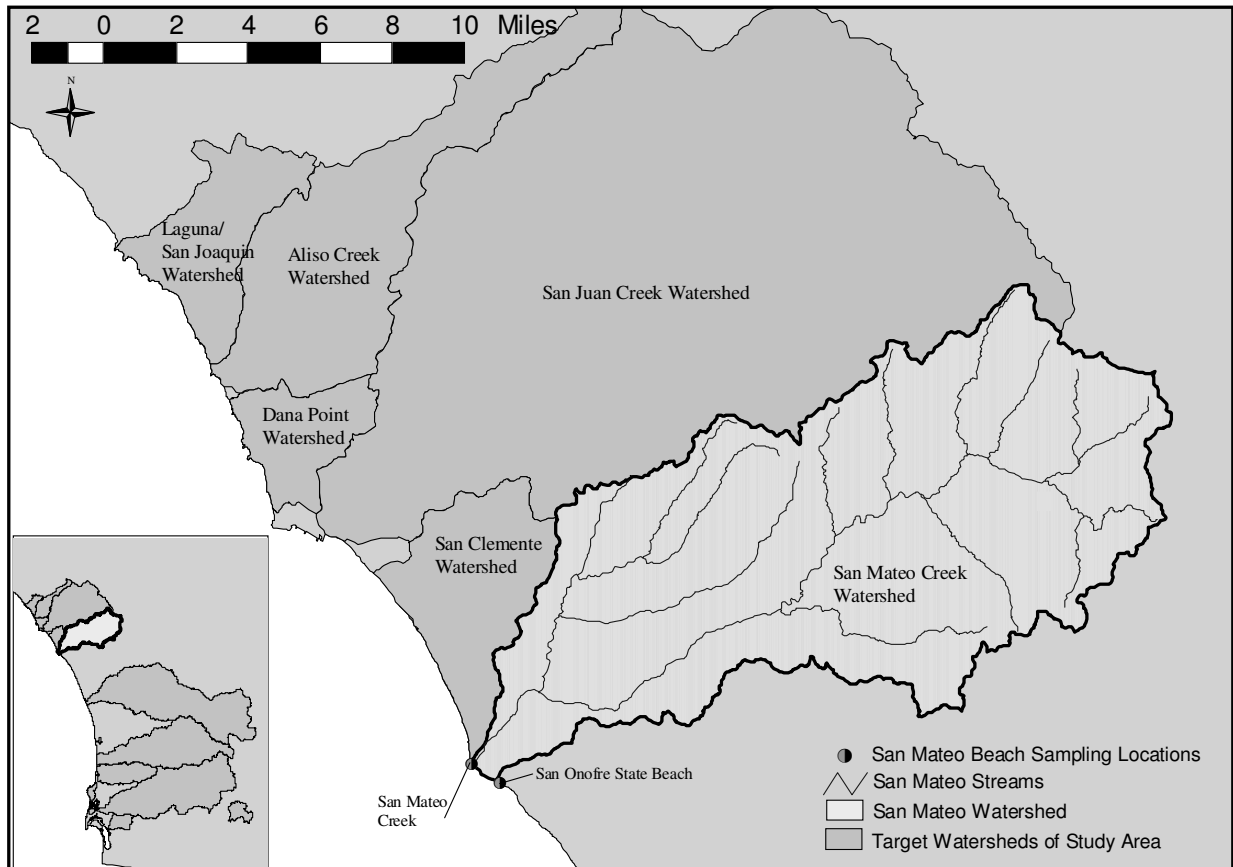 2 0 2 4 6 8 10 Miles
N
Laguna/
San Joaquin
Watershed
Aliso Creek
Watershed
San Juan Creek Watershed
Dana Point
Watershed
San Clemente
Watershed
San Mateo Creek
Watershed
San Onofre State Beach
San Mateo
Creek
San Mateo Beach Sampling Locations
San Mateo Streams
San Mateo Watershed
Target Watersheds of Study Area